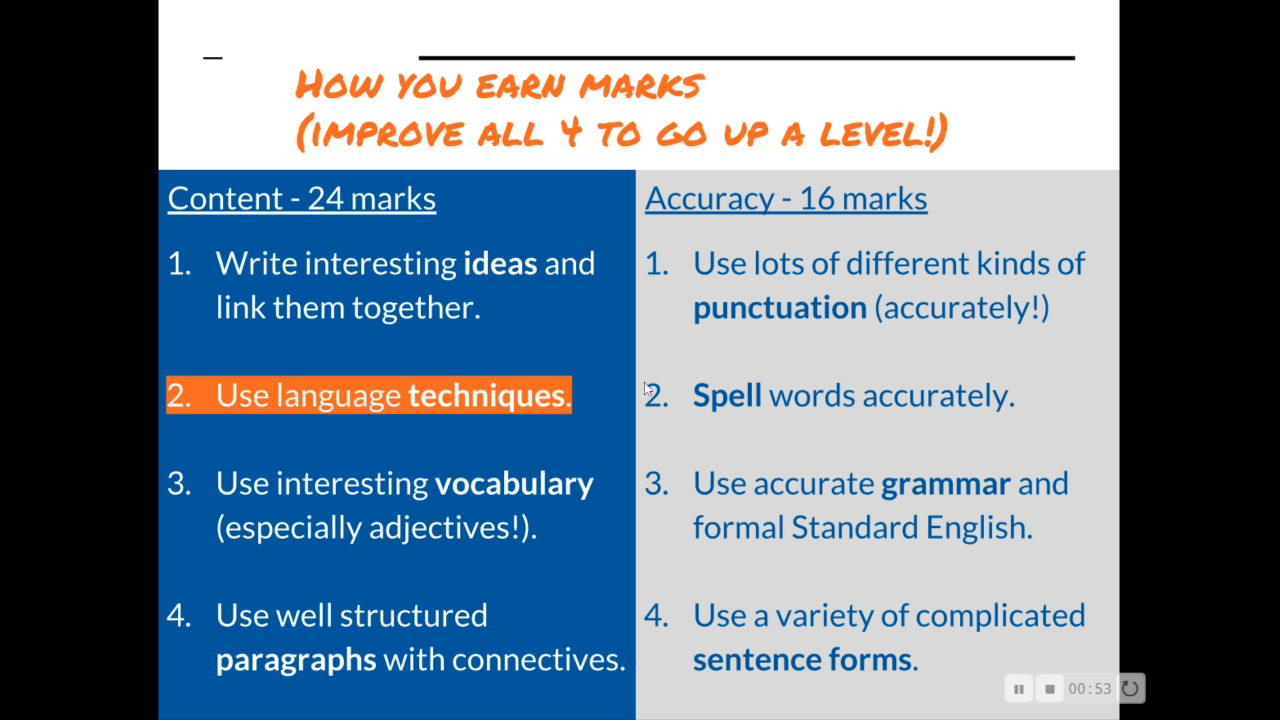 How you earn marks
(improve all 4 to go up a level!)
Content - 24 marks
1. Write interesting ideas and
link them together.
2. Use language techniques.
3. Use interesting vocabulary
(especially adjectives!).
4. Use well structured
paragraphs with connectives.
Accuracy - 16 marks
1. Use lots of different kinds of
punctuation (accurately!)
2. Spell words accurately.
3. Use accurate grammar and
formal Standard English.
4. Use a variety of complicated
sentence forms.
00:53